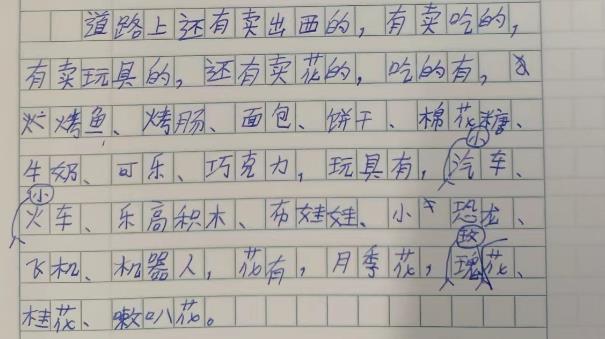 道路上还有卖出西的，有卖吃的，
有卖玩具的，还有卖花的，吃的有，
烤鱼、烤肠、面包、饼干、棉花糖、
牛奶、可乐、巧克力，玩具有，小汽车、
小火车、乐高积木、布娃娃、小恐龙、
飞机、机器人，花有，月季花，玫瑰花、
桂花、嗽叭花。